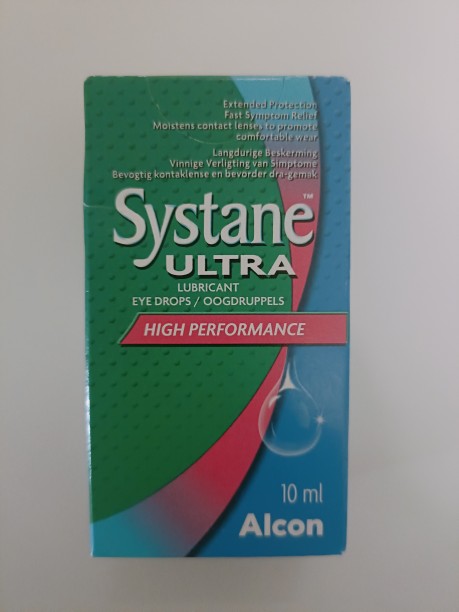 Extended Protection
Fast Symptom Relief
Moistens contact lenses to promote
comfortable wear
Langdurige Beskerming
Vinnige Verligting van Simptome
Bevogtig kontaklense en bevorder dra-gemak
Systane™
ULTRA
LUBRICANT
EYE DROPS / OOGDRUPPELS
HIGH PERFORMANCE
10 ml
Alcon